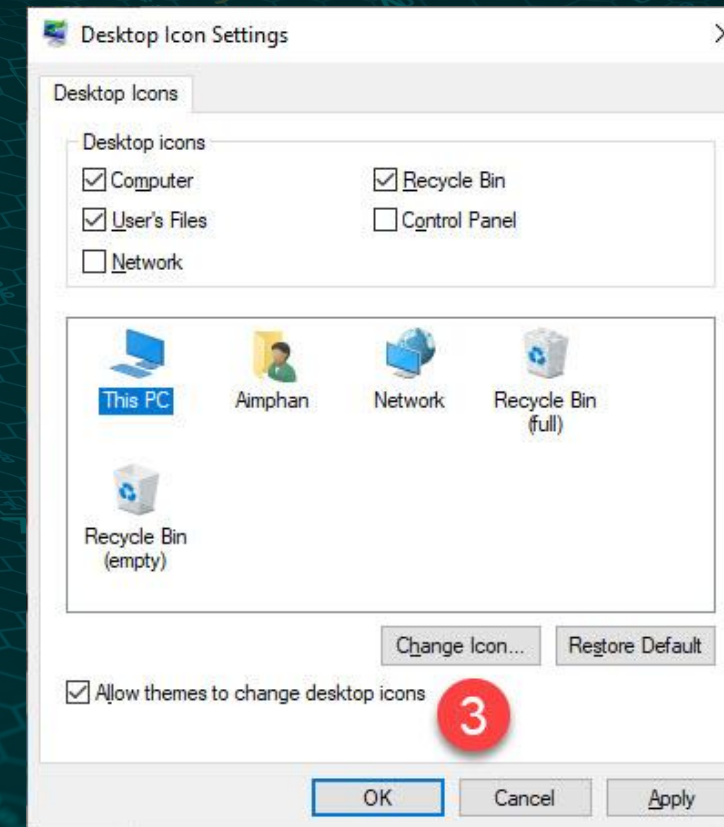 Desktop Icon Settings
Desktop Icons
Desktop icons
Computer
Recycle Bin
User's Files
Control Panel
Network
This PC
Aimphan
Network
Recycle Bin
(full)
Recycle Bin
(empty)
Change Icon...
Restore Default
Allow themes to change desktop icons
3
OK
Cancel
Apply